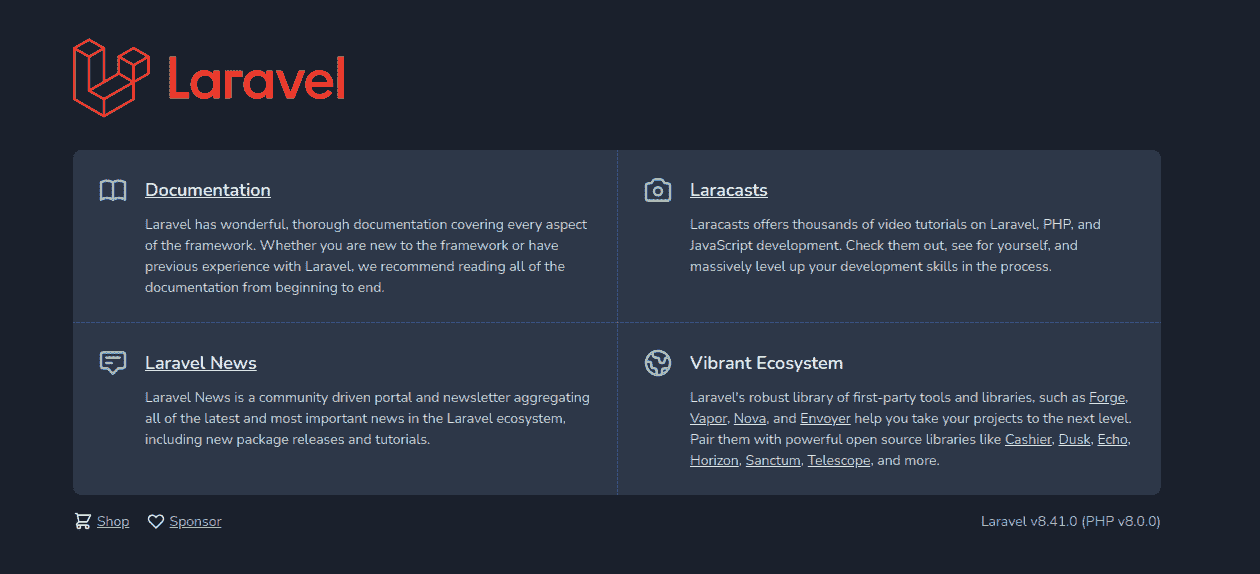 Laravel
Documentation
Laravel has wonderful, thorough documentation covering every aspect
of the framework. Whether you are new to the framework or have
previous experience with Laravel, we recommend reading all of the
documentation from beginning to end.
Laracasts
Laracasts offers thousands of video tutorials on Laravel, PHP, and
JavaScript development. Check them out, see for yourself, and
massively level up your development skills in the process.
Laravel News
Laravel News is a community driven portal and newsletter aggregating
all of the latest and most important news in the Laravel ecosystem,
including new package releases and tutorials.
Vibrant Ecosystem
Laravel's robust library of first-party tools and libraries, such as Forge,
Vapor, Nova, and Envoyer help you take your projects to the next level.
Pair them with powerful open source libraries like Cashier, Dusk, Echo,
Horizon, Sanctum, Telescope, and more.
Shop Sponsor Laravel v8.41.0 (PHP v8.0.0)